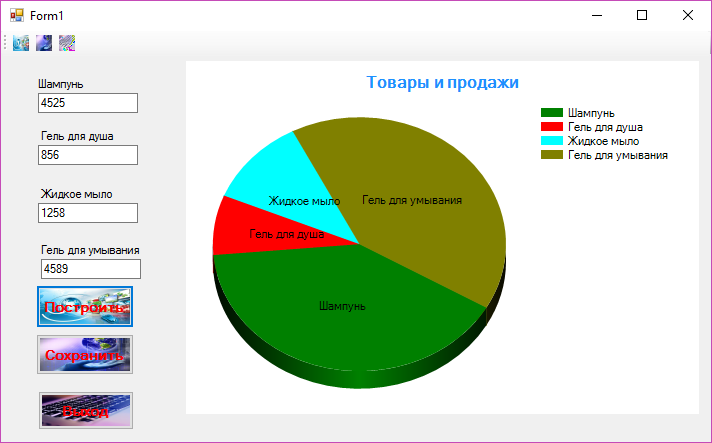 Form1
Шампунь
4525
Гель для душа
856
Жидкое мыло
1258
Гель для умывания
4589
Построить
Сохранить
Выход
Товары и продажи
Шампунь
Гель для душа
Жидкое мыло
Гель для умывания
Жидкое мыло
Гель для умывания
Гель для душа
Шампунь